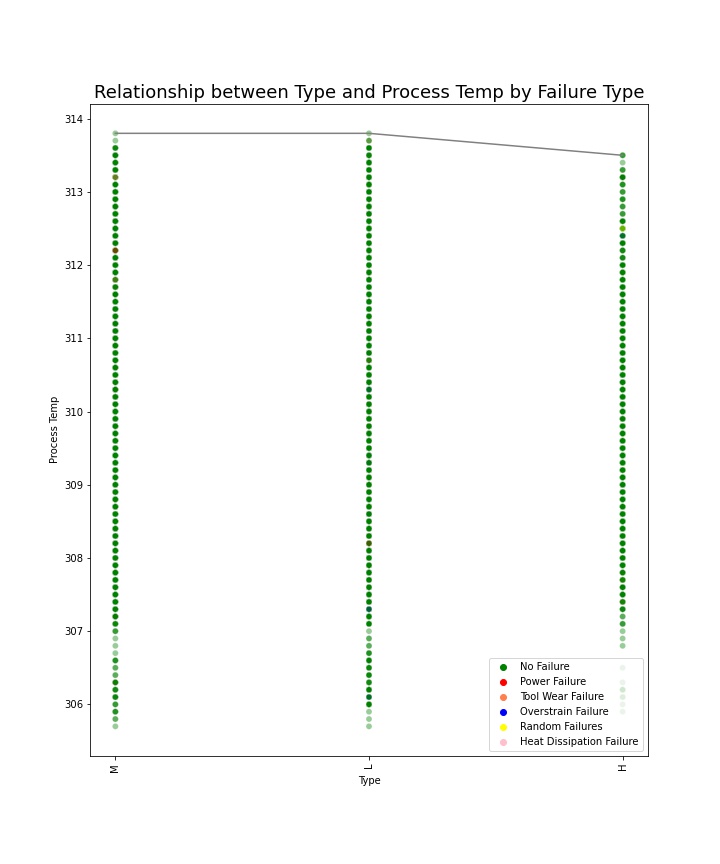 Relationship between Type and Process Temp by Failure Type
314
313
312
311
310
309
308
307
306
Process Temp
No Failure
Power Failure
Tool Wear Failure
Overstrain Failure
Random Failures
Heat Dissipation Failure
M
L
H
Type